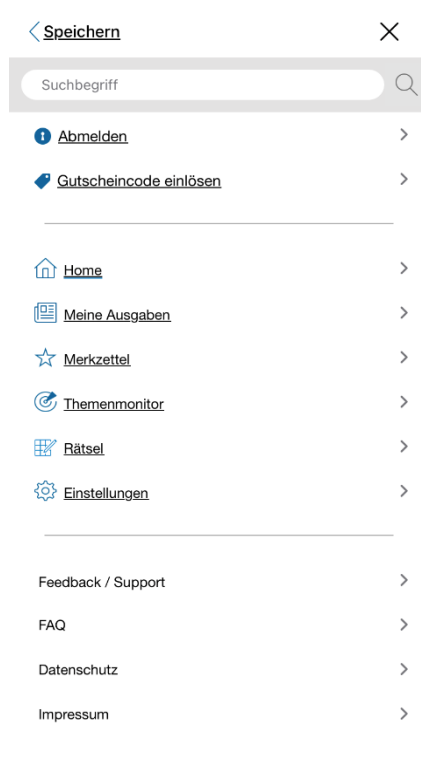 Speichern
Suchbegriff
Abmelden
Gutscheincode einlösen
Home
Meine Ausgaben
Merkzettel
Themenmonitor
Rätsel
Einstellungen
Feedback / Support
FAQ
Datenschutz
Impressum